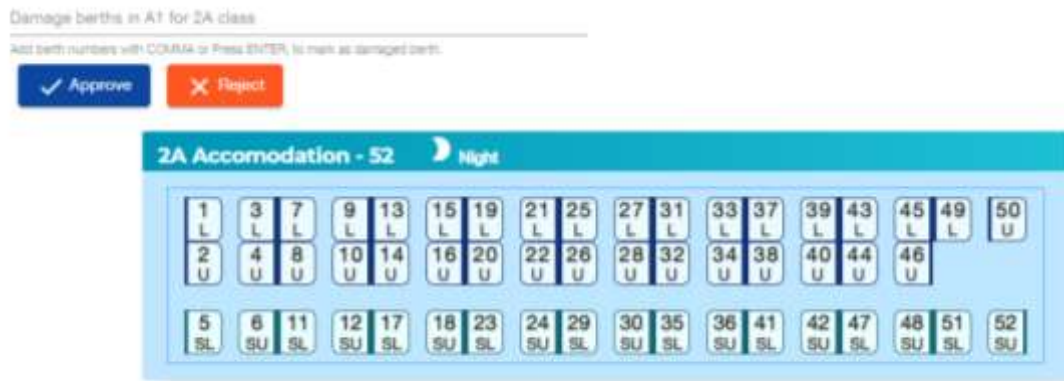 Damage berths in A1 for 2A class
Add berth numbers with COMMA or Press ENTER, to mark as damaged berth.
Approve Reject
2A Accomodation - 52 Night
1 3 7 9 13 15 19 21 25 27 31 33 37 39 43 45 49 50
L L L L L L L L L L L L L L L L L U
2 4 8 10 14 16 20 22 26 28 32 34 38 40 44 46
U U U U U U U U U U U U U U U U
5 6 11 12 17 18 23 24 29 30 35 36 41 42 47 48 51 52
SL SU SL SU SL SU SL SU SL SU SL SU SL SU SL SU SL SU